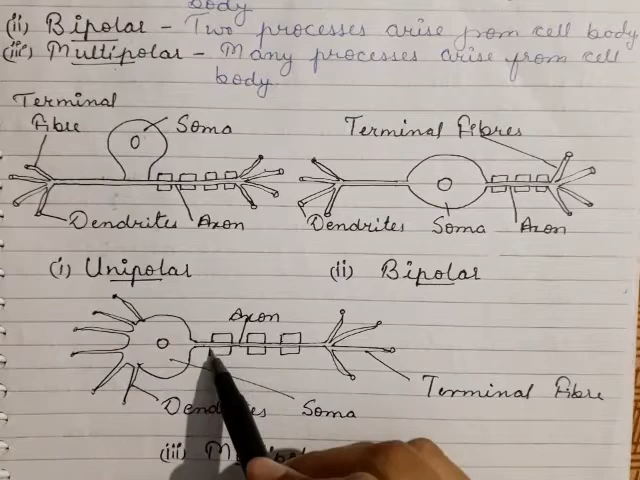 body
(ii) Bipolar - Two processes arise from cell body
(iii) Multipolar - Many processes arise from cell
body
Terminal
Fibre
Soma
Terminal Fibres
Dendrites
Axon
Dendrites
Soma
Axon
(i) Unipolar
(ii) Bipolar
Axon
Terminal Fibre
Dendrites
Soma
(iii)